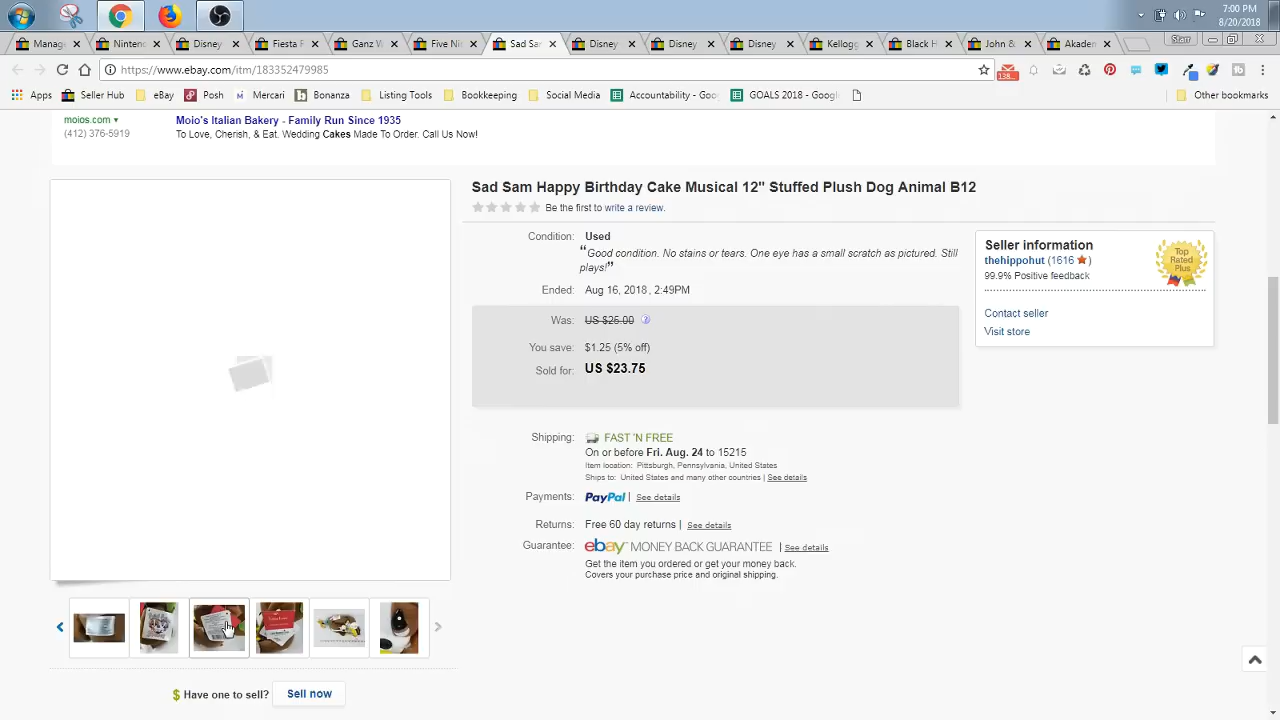 7:00 PM
8/20/2018
Starr
Manage
Ninten
Disney
Fiesta
Ganz W
Five Ni
Sad Sa
Disney
Disney
Disney
Kellog
Black H
John &
Akaden
https://www.ebay.com/itm/183352479985
Apps
Seller Hub
eBay
Posh
Mercari
Bonanza
Listing Tools
Bookkeeping
Social Media
Accountability - Goo
GOALS 2018 - Googl
Other bookmarks
moios.com
(412) 376-5919
Moio's Italian Bakery - Family Run Since 1935
To Love, Cherish, & Eat. Wedding Cakes Made To Order. Call Us Now!
Sad Sam Happy Birthday Cake Musical 12" Stuffed Plush Dog Animal B12
Be the first to write a review.
Condition: Used
“Good condition. No stains or tears. One eye has a small scratch as pictured. Still
plays!”
Ended: Aug 16, 2018 , 2:49PM
Was: US $25.00
You save: $1.25 (5% off)
Sold for: US $23.75
Seller information
thehippohut (1616 )
99.9% Positive feedback
Top
Rated
Plus
Contact seller
Visit store
Shipping: FAST 'N FREE
On or before Fri. Aug. 24 to 15215
Item location: Pittsburgh, Pennsylvania, United States
Ships to: United States and many other countries | See details
Payments: PayPal | See details
Returns: Free 60 day returns | See details
Guarantee: ebay MONEY BACK GUARANTEE | See details
Get the item you ordered or get your money back.
Covers your purchase price and original shipping.
$ Have one to sell? Sell now